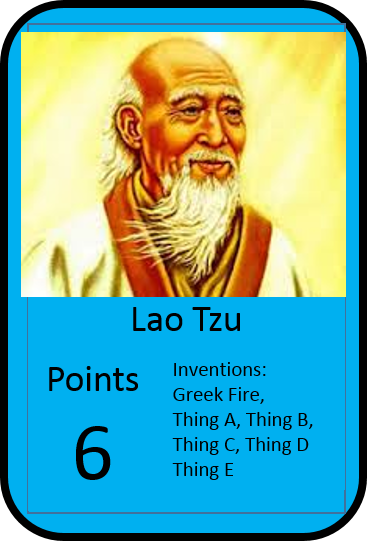 Lao Tzu
Points
6
Inventions:
Greek Fire,
Thing A, Thing B,
Thing C, Thing D
Thing E